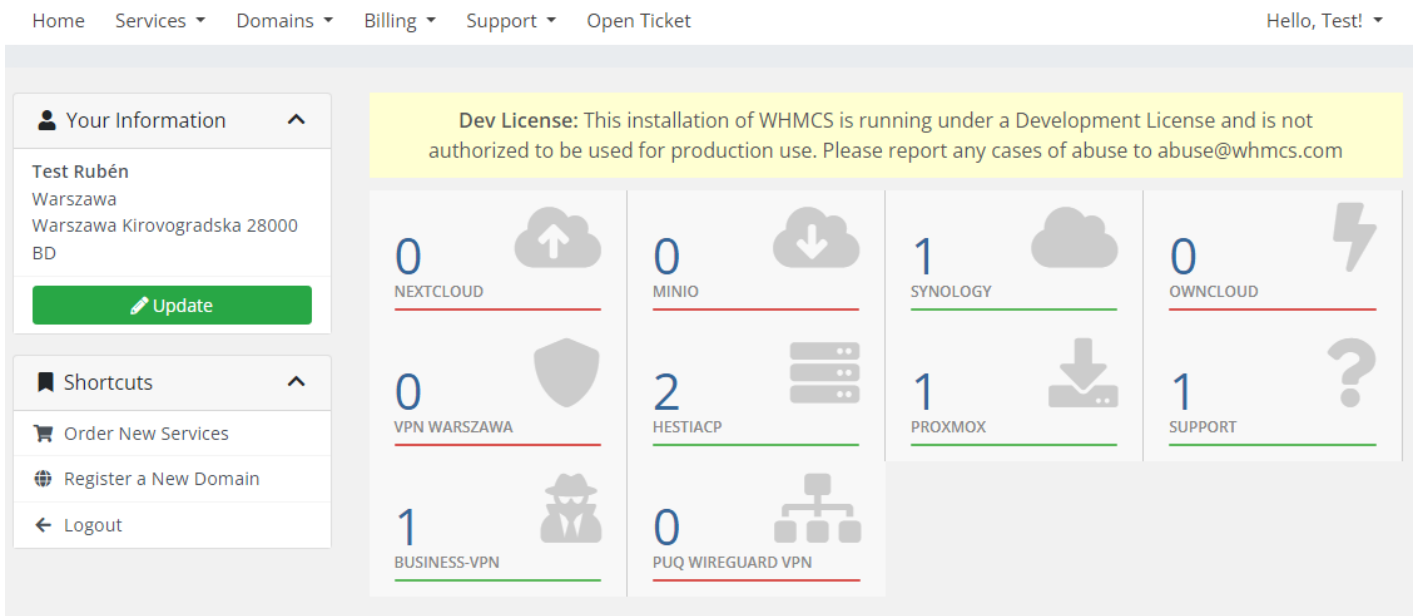 Home Services Domains Billing Support Open Ticket Hello, Test!
Your Information
Test Rubén
Warszawa
Warszawa Kirovogradska 28000
BD
Update
Shortcuts
Order New Services
Register a New Domain
Logout
Dev License: This installation of WHMCS is running under a Development License and is not
authorized to be used for production use. Please report any cases of abuse to abuse@whmcs.com
0
NEXTCLOUD
0
MINIO
1
SYNOLOGY
0
OWNCLOUD
0
VPN WARSZAWA
2
HESTIACP
1
PROXMOX
1
SUPPORT
1
BUSINESS-VPN
0
PUQ WIREGUARD VPN